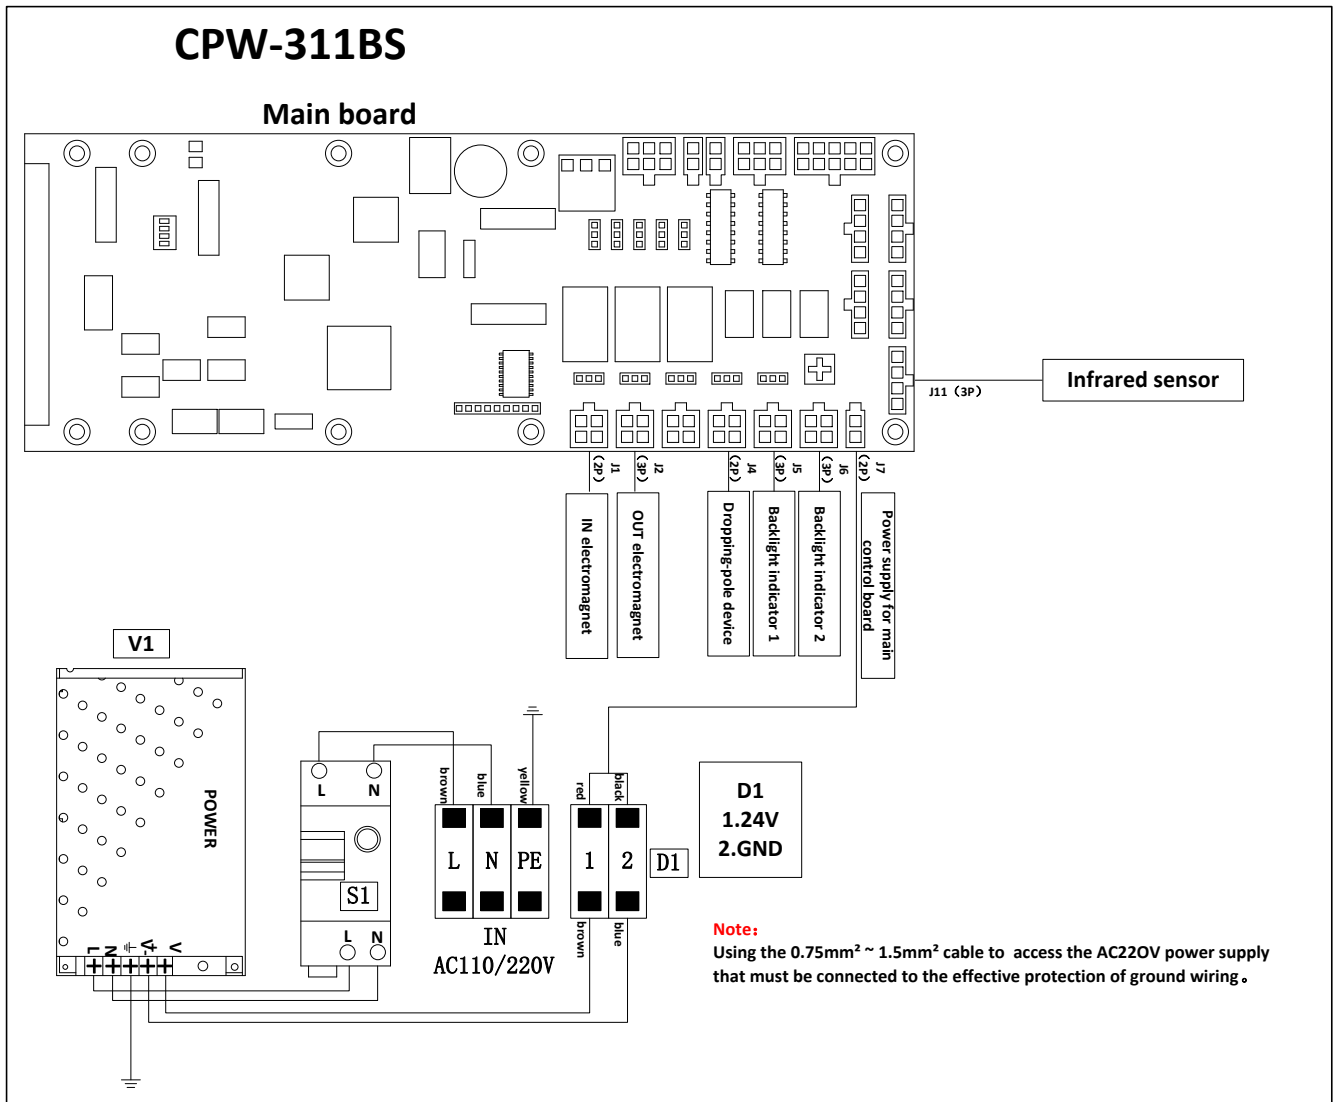 CPW-311BS
Main board
J11（3P）
Infrared sensor
J1
(2P)
J2
(3P)
J4
(2P)
J5
(3P)
J6
(3P)
J7
(2P)
IN electromagnet
OUT electromagnet
Dropping-pole device
Backlight indicator 1
Backlight indicator 2
Power supply for main
control board
V1
POWER
L
N
V-
V
+
L
N
S1
L
N
brown
blue
yellow
L
N
PE
IN
AC110/220V
red
black
1
2
D1
brown
blue
D1
1.24V
2.GND
Note：
Using the 0.75mm² ~ 1.5mm² cable to access the AC22OV power supply
that must be connected to the effective protection of ground wiring。